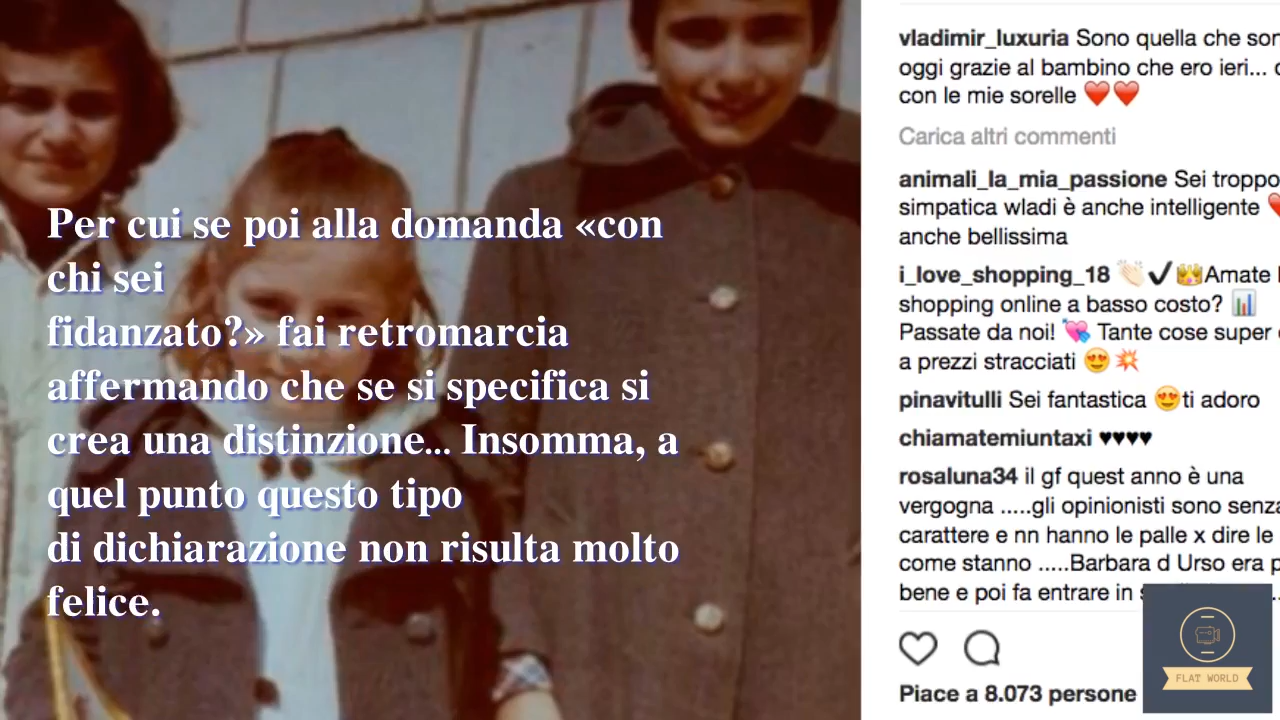 Per cui se poi alla domanda «con
chi sei
fidanzato?» fai retromarcia
affermando che se si specifica si
crea una distinzione... Insomma, a
quel punto questo tipo
di dichiarazione non risulta molto
felice.
vladimir_luxuria Sono quella che son
oggi grazie al bambino che ero ieri...
con le mie sorelle ❤️❤️
Carica altri commenti
animali_la_mia_passione Sei troppo
simpatica wladi è anche intelligente ❤️
anche bellissima
i_love_shopping_18 👏🏻✔️👑Amate
shopping online a basso costo? 📊
Passate da noi! 💘 Tante cose super
a prezzi stracciati 😍💥
pinavitulli Sei fantastica 😍ti adoro
chiamatemiuntaxi ♥♥♥♥
rosaluna34 il gf quest anno è una
vergogna .....gli opinionisti sono senza
carattere e nn hanno le palle x dire le
come stanno .....Barbara d Urso era
bene e poi fa entrare in
Piace a 8.073 persone
FLAT WORLD